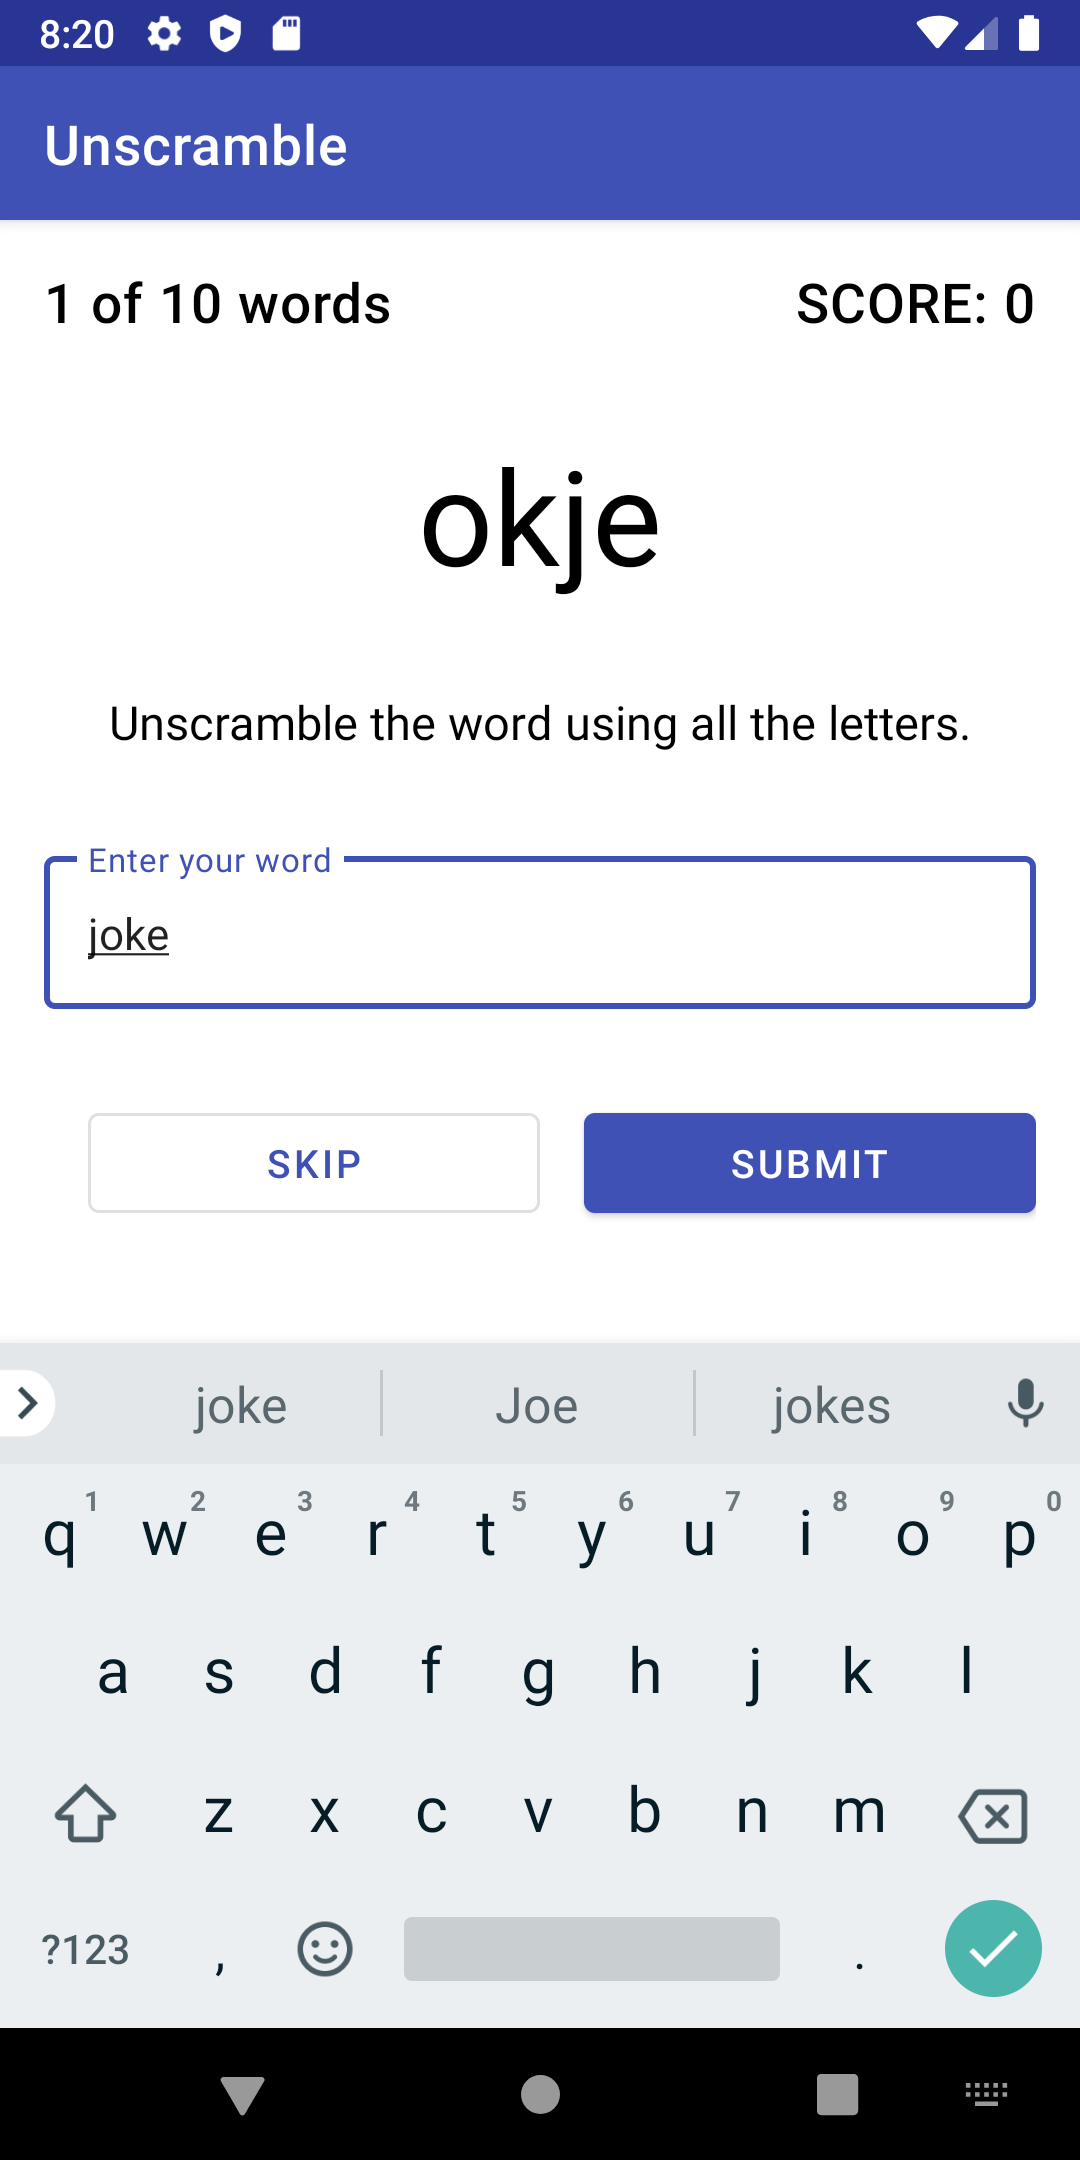 8:20
Unscramble
1 of 10 words SCORE: 0
okje
Unscramble the word using all the letters.
Enter your word
joke
SKIP SUBMIT
joke Joe jokes
1 2 3 4 5 6 7 8 9 0
q w e r t y u i o p
a s d f g h j k l
z x c v b n m
?123 , .